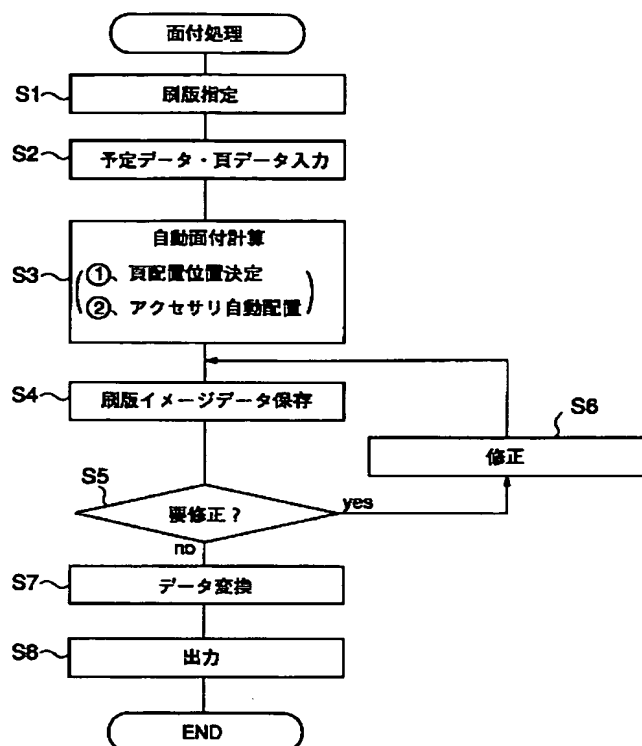 面付処理
S1
刷版指定
S2
予定データ・頁データ入力
S3
自動面付計算
①、頁配置位置決定
②、アクセサリ自動配置
S4
刷版イメージデータ保存
S6
修正
S5
要修正?
yes
no
S7
データ変換
S8
出力
END